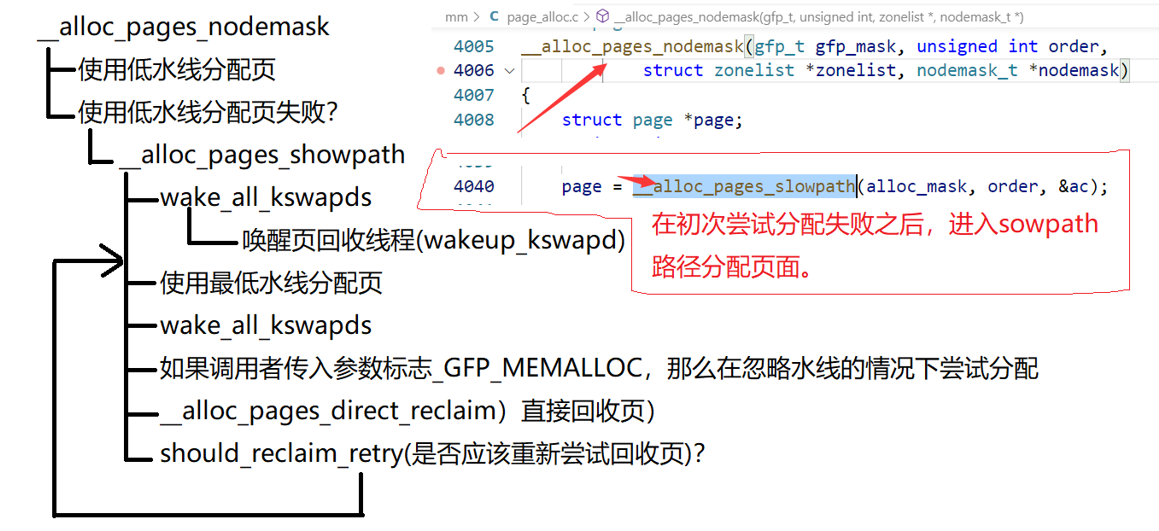 __alloc_pages_nodemask
使用低水线分配页
使用低水线分配页失败?
__alloc_pages_showpath
wake_all_kswapds
唤醒页回收线程(wakeup_kswapd)
使用最低水线分配页
wake_all_kswapds
如果调用者传入参数标志_GFP_MEMALLOC，那么在忽略水线的情况下尝试分配
__alloc_pages_direct_reclaim）直接回收页)
should_reclaim_retry(是否应该重新尝试回收页)?
mm > C page_alloc.c > __alloc_pages_nodemask(gfp_t, unsigned int, zonelist *, nodemask_t *)
4005 __alloc_pages_nodemask(gfp_t gfp_mask, unsigned int order,
4006 struct zonelist *zonelist, nodemask_t *nodemask)
4007 {
4008 struct page *page;
4040 page = __alloc_pages_slowpath(alloc_mask, order, &ac);
在初次尝试分配失败之后，进入sowpath
路径分配页面。